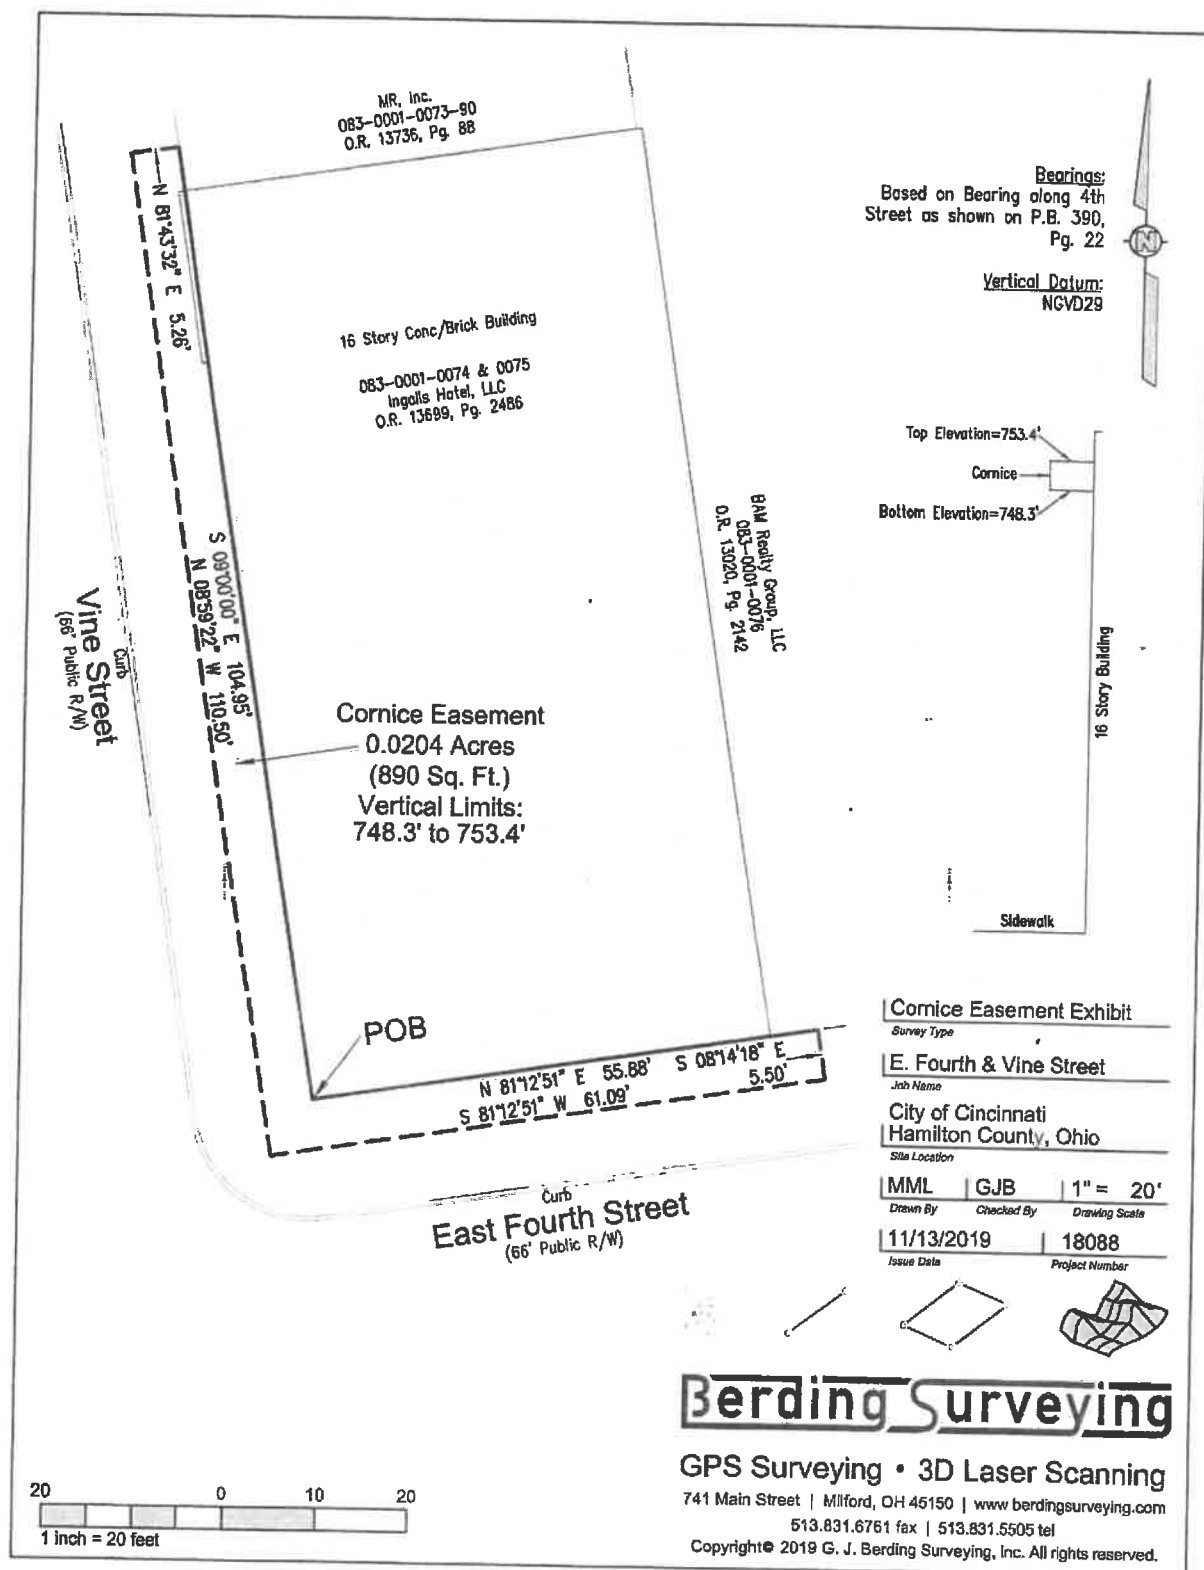 MR, Inc.
083-0001-0073-90
O.R. 13736, Pg. 88
Bearings:
Based on Bearing along 4th
Street as shown on P.B. 390,
Pg. 22
N
Vertical Datum:
NGVD29
N 81°43'32" E 5.26'
16 Story Conc/Brick Building
083-0001-0074 & 0075
Ingalls Hotel, LLC
O.R. 13699, Pg. 2486
Top Elevation=753.4'
Cornice
Bottom Elevation=748.3'
16 Story Building
Sidewalk
BAM Realty Group, LLC
083-0001-0076
O.R. 13020, Pg. 2142
S 09°00'00" E 104.95'
N 08°59'22" W 110.50'
Vine Street
(66' Public R/W)
Curb
Cornice Easement
0.0204 Acres
(890 Sq. Ft.)
Vertical Limits:
748.3' to 753.4'
POB
N 81°12'51" E 55.88'
S 08°14'18" E
5.50'
S 81°12'51" W 61.09'
Curb
East Fourth Street
(66' Public R/W)
Cornice Easement Exhibit
Survey Type
E. Fourth & Vine Street
Job Name
City of Cincinnati
Hamilton County, Ohio
Site Location
MML GJB 1" = 20'
Drawn By Checked By Drawing Scale
11/13/2019 18088
Issue Date Project Number
Berding Surveying
GPS Surveying • 3D Laser Scanning
741 Main Street | Milford, OH 45150 | www.berdingsurveying.com
513.831.6761 fax | 513.831.5505 tel
Copyright© 2019 G. J. Berding Surveying, Inc. All rights reserved.
20 0 10 20
1 inch = 20 feet